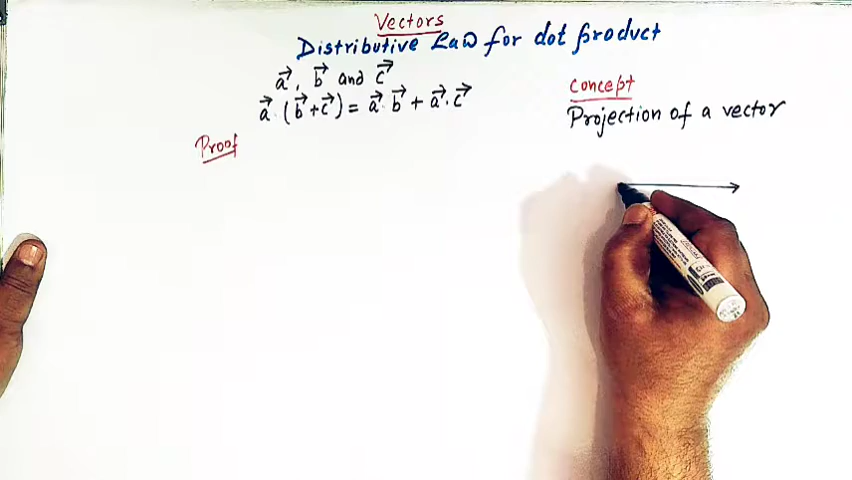 Vectors
Distributive Law for dot product
a⃗, b⃗ and c⃗
a⃗·(b⃗+c⃗) = a⃗·b⃗ + a⃗·c⃗
Proof
Concept
Projection of a vector